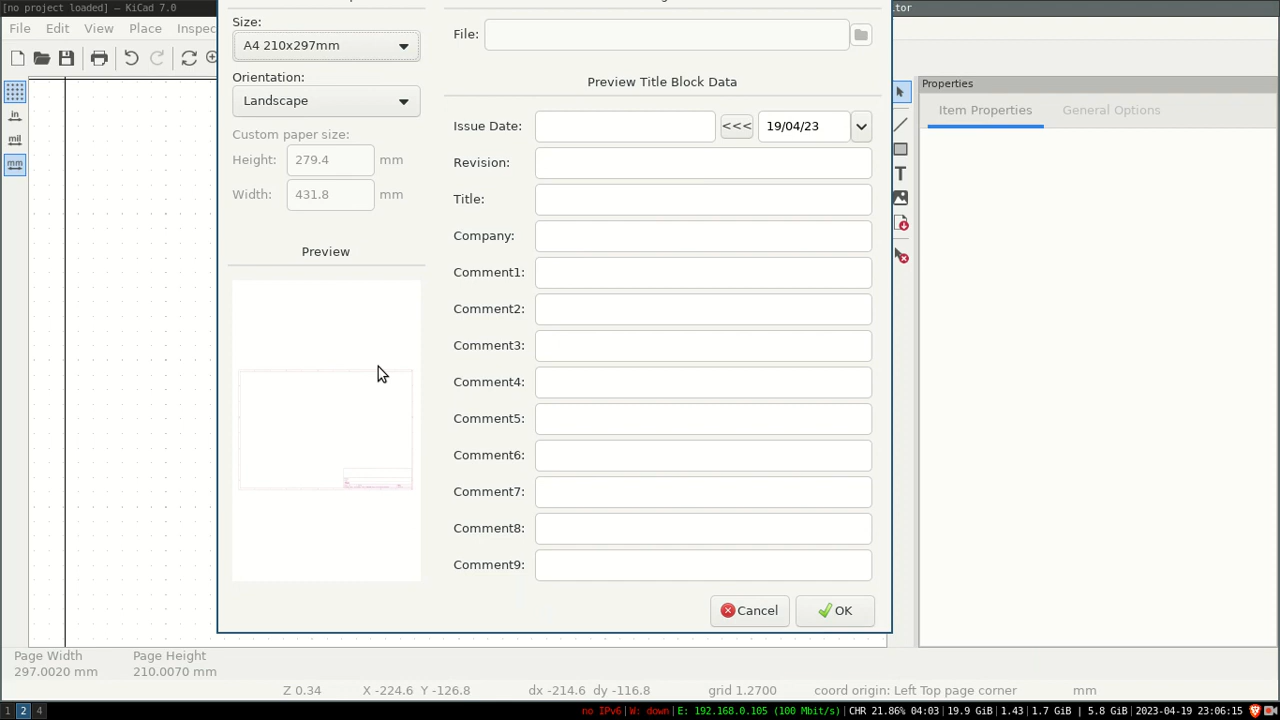 [no project loaded] — KiCad 7.0
tor
File Edit View Place Inspec
Size:
A4 210x297mm
Orientation:
Landscape
Custom paper size:
Height: 279.4 mm
Width: 431.8 mm
Preview
File:
Preview Title Block Data
Issue Date: <<< 19/04/23
Revision:
Title:
Company:
Comment1:
Comment2:
Comment3:
Comment4:
Comment5:
Comment6:
Comment7:
Comment8:
Comment9:
Cancel OK
in
mil
mm
T
Properties
Item Properties General Options
Page Width Page Height
297.0020 mm 210.0070 mm
Z 0.34 X -224.6 Y -126.8 dx -214.6 dy -116.8 grid 1.2700 coord origin: Left Top page corner mm
1 2 4 no IPv6|W: down|E: 192.168.0.105 (100 Mbit/s)|CHR 21.86% 04:03|19.9 GiB|1.43|1.7 GiB | 5.8 GiB|2023-04-19 23:06:15